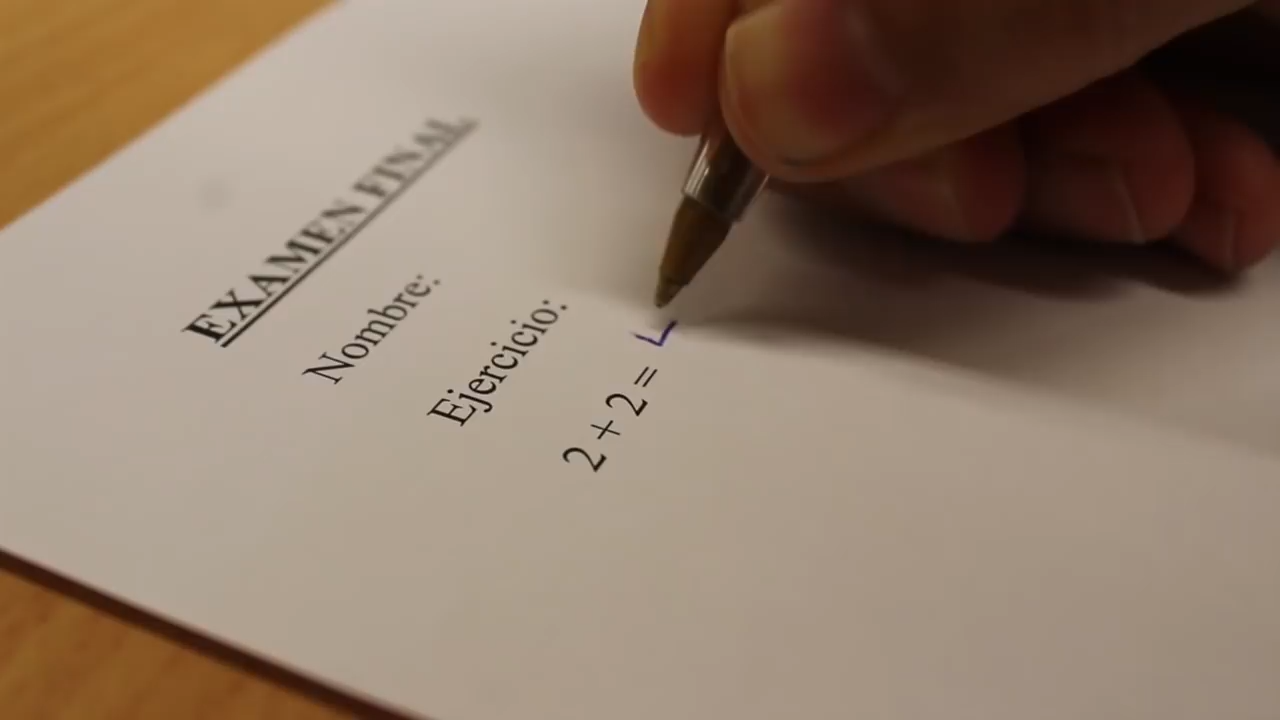 EXAMEN FINAL
Nombre:
Ejercicio:
2 + 2 =